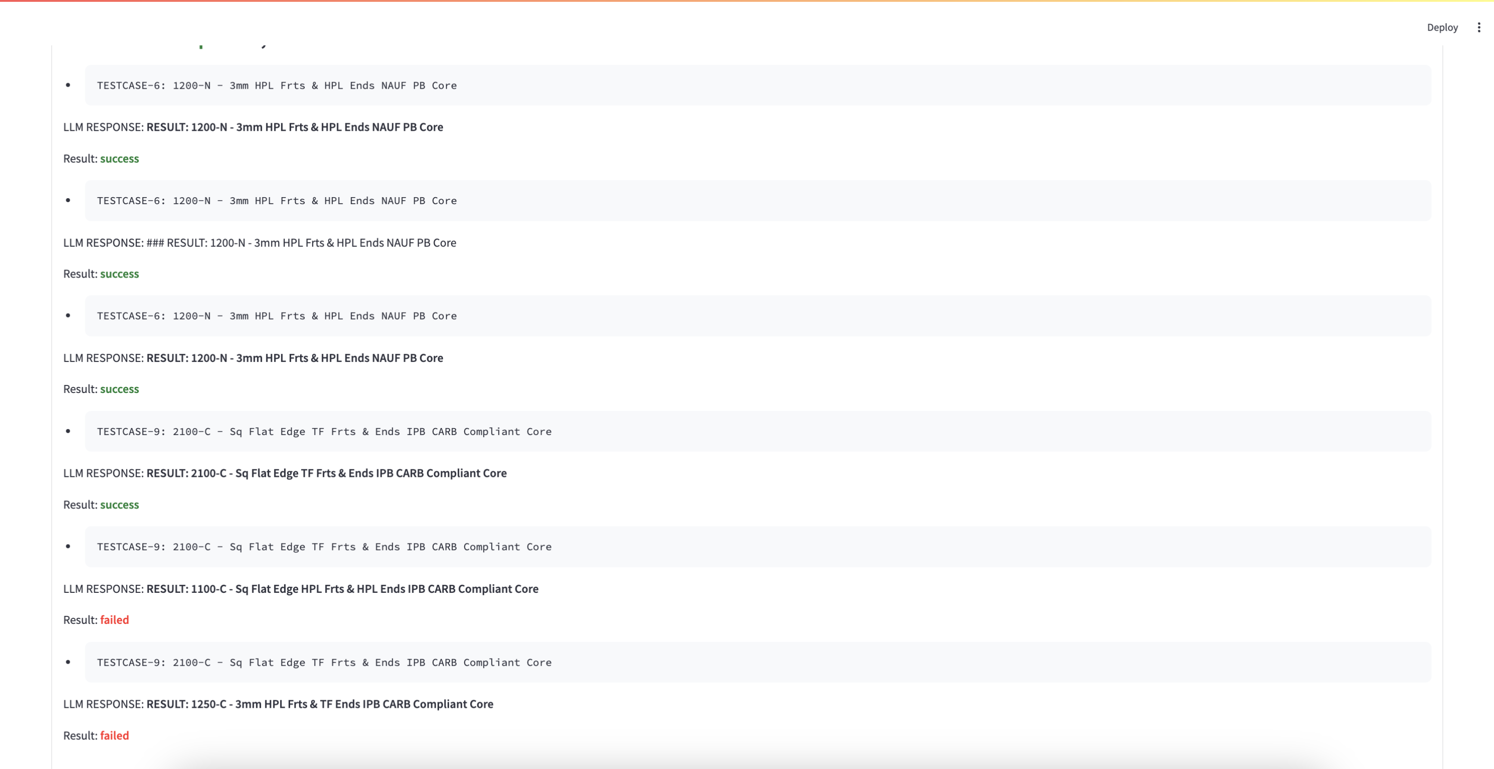 Deploy
TESTCASE-6: 1200-N - 3mm HPL Frts & HPL Ends NAUF PB Core
LLM RESPONSE: RESULT: 1200-N - 3mm HPL Frts & HPL Ends NAUF PB Core
Result: success
TESTCASE-6: 1200-N - 3mm HPL Frts & HPL Ends NAUF PB Core
LLM RESPONSE: ### RESULT: 1200-N - 3mm HPL Frts & HPL Ends NAUF PB Core
Result: success
TESTCASE-6: 1200-N - 3mm HPL Frts & HPL Ends NAUF PB Core
LLM RESPONSE: RESULT: 1200-N - 3mm HPL Frts & HPL Ends NAUF PB Core
Result: success
TESTCASE-9: 2100-C - Sq Flat Edge TF Frts & Ends IPB CARB Compliant Core
LLM RESPONSE: RESULT: 2100-C - Sq Flat Edge TF Frts & Ends IPB CARB Compliant Core
Result: success
TESTCASE-9: 2100-C - Sq Flat Edge TF Frts & Ends IPB CARB Compliant Core
LLM RESPONSE: RESULT: 1100-C - Sq Flat Edge HPL Frts & HPL Ends IPB CARB Compliant Core
Result: failed
TESTCASE-9: 2100-C - Sq Flat Edge TF Frts & Ends IPB CARB Compliant Core
LLM RESPONSE: RESULT: 1250-C - 3mm HPL Frts & TF Ends IPB CARB Compliant Core
Result: failed